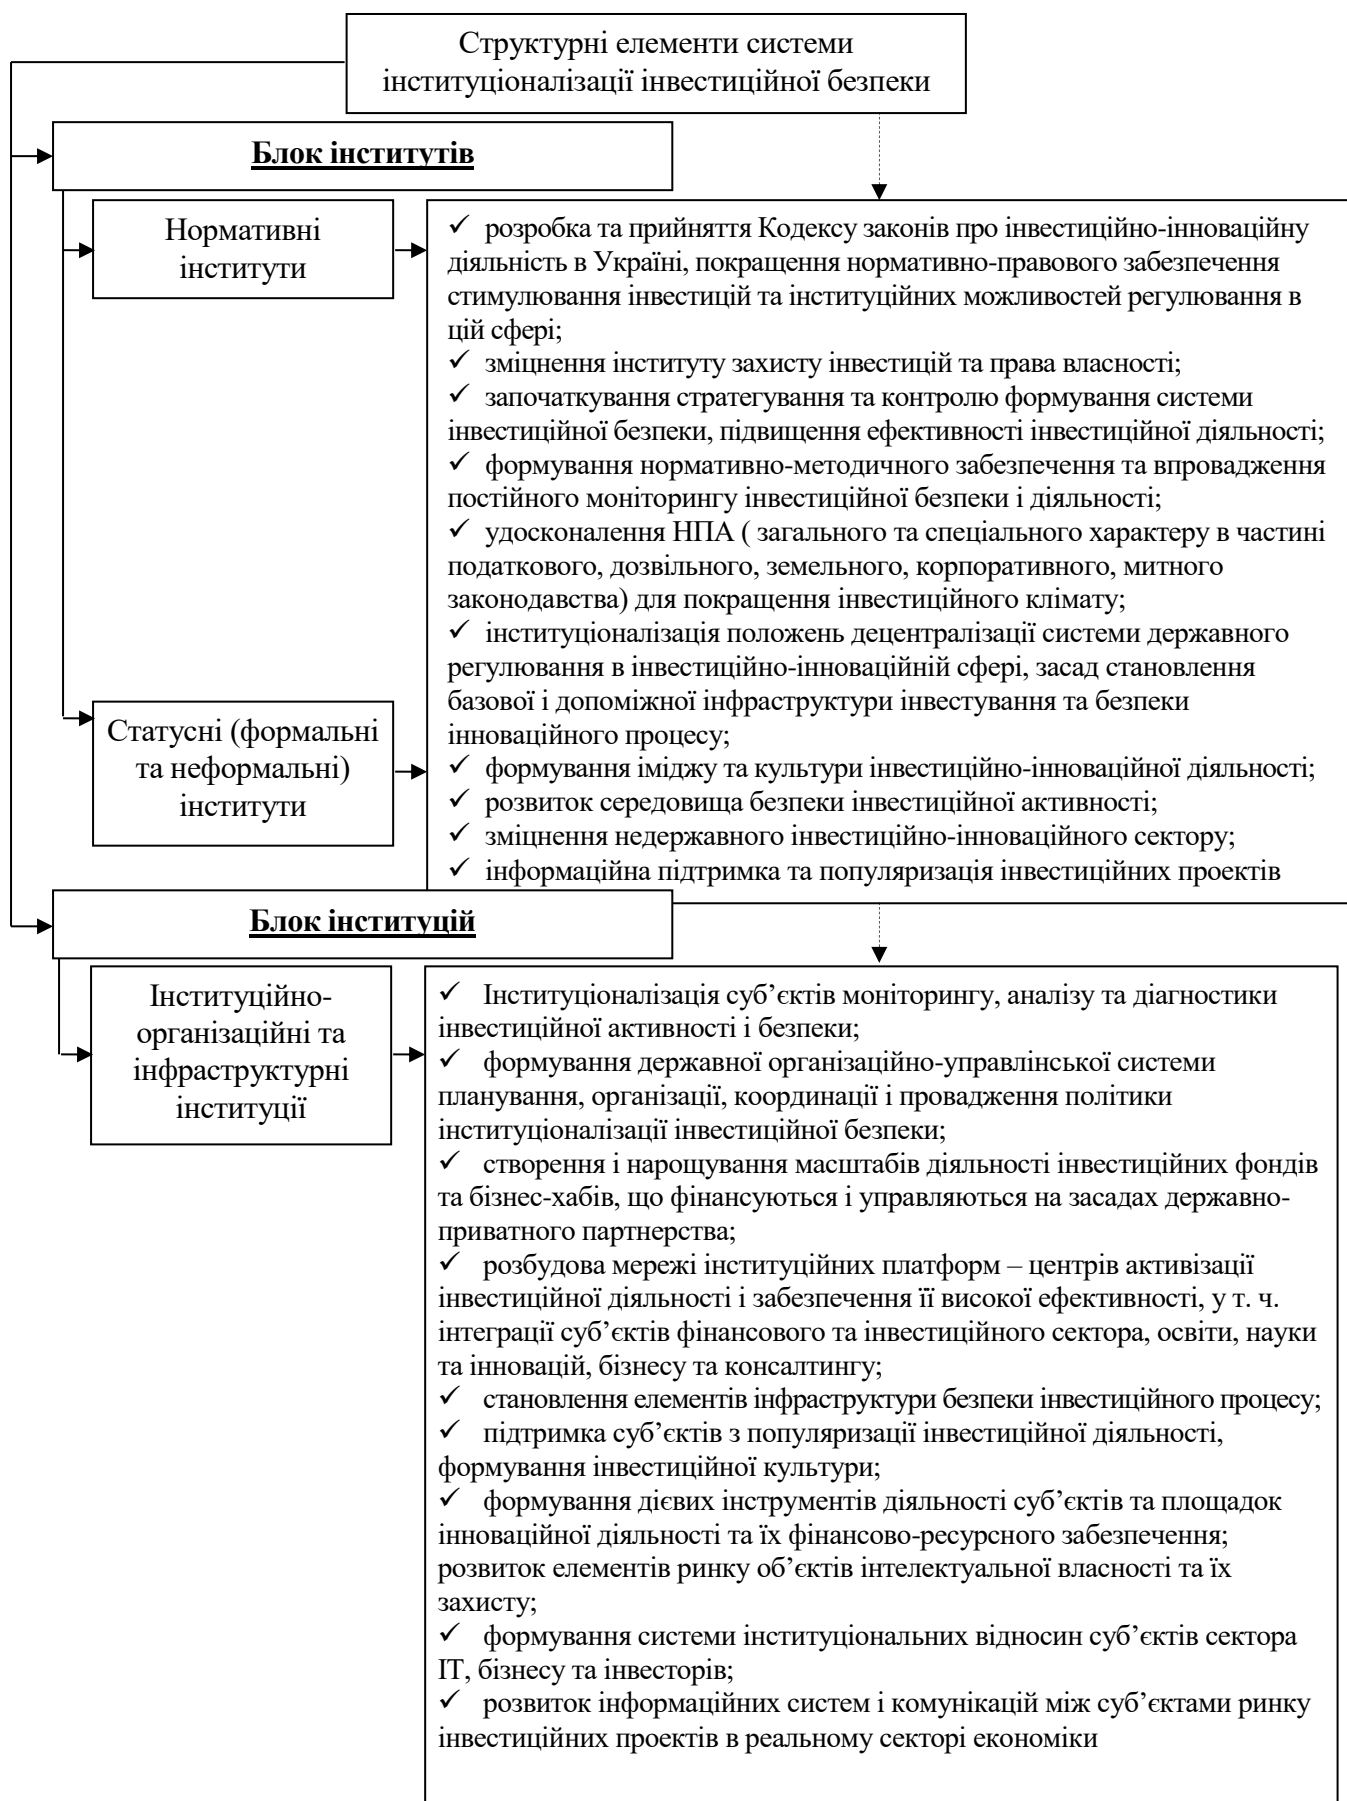 Структурні елементи системи
інституціоналізації інвестиційної безпеки
Блок інститутів
Нормативні
інститути
✓ розробка та прийняття Кодексу законів про інвестиційно-інноваційну
діяльність в Україні, покращення нормативно-правового забезпечення
стимулювання інвестицій та інституційних можливостей регулювання в
цій сфері;
✓ зміцнення інституту захисту інвестицій та права власності;
✓ започаткування стратегування та контролю формування системи
інвестиційної безпеки, підвищення ефективності інвестиційної діяльності;
✓ формування нормативно-методичного забезпечення та впровадження
постійного моніторингу інвестиційної безпеки і діяльності;
✓ удосконалення НПА ( загального та спеціального характеру в частині
податкового, дозвільного, земельного, корпоративного, митного
законодавства) для покращення інвестиційного клімату;
✓ інституціоналізація положень децентралізації системи державного
регулювання в інвестиційно-інноваційній сфері, засад становлення
базової і допоміжної інфраструктури інвестування та безпеки
інноваційного процесу;
✓ формування іміджу та культури інвестиційно-інноваційної діяльності;
✓ розвиток середовища безпеки інвестиційної активності;
✓ зміцнення недержавного інвестиційно-інноваційного сектору;
✓ інформаційна підтримка та популяризація інвестиційних проектів
Статусні (формальні
та неформальні)
інститути
Блок інституцій
Інституційно-
організаційні та
інфраструктурні
інституції
✓ Інституціоналізація суб’єктів моніторингу, аналізу та діагностики
інвестиційної активності і безпеки;
✓ формування державної організаційно-управлінської системи
планування, організації, координації і провадження політики
інституціоналізації інвестиційної безпеки;
✓ створення і нарощування масштабів діяльності інвестиційних фондів
та бізнес-хабів, що фінансуються і управляються на засадах державно-
приватного партнерства;
✓ розбудова мережі інституційних платформ – центрів активізації
інвестиційної діяльності і забезпечення її високої ефективності, у т. ч.
інтеграції суб’єктів фінансового та інвестиційного сектора, освіти, науки
та інновацій, бізнесу та консалтингу;
✓ становлення елементів інфраструктури безпеки інвестиційного процесу;
✓ підтримка суб’єктів з популяризації інвестиційної діяльності,
формування інвестиційної культури;
✓ формування дієвих інструментів діяльності суб’єктів та площадок
інноваційної діяльності та їх фінансово-ресурсного забезпечення;
розвиток елементів ринку об’єктів інтелектуальної власності та їх
захисту;
✓ формування системи інституціональних відносин суб’єктів сектора
ІТ, бізнесу та інвесторів;
✓ розвиток інформаційних систем і комунікацій між суб’єктами ринку
інвестиційних проектів в реальному секторі економіки